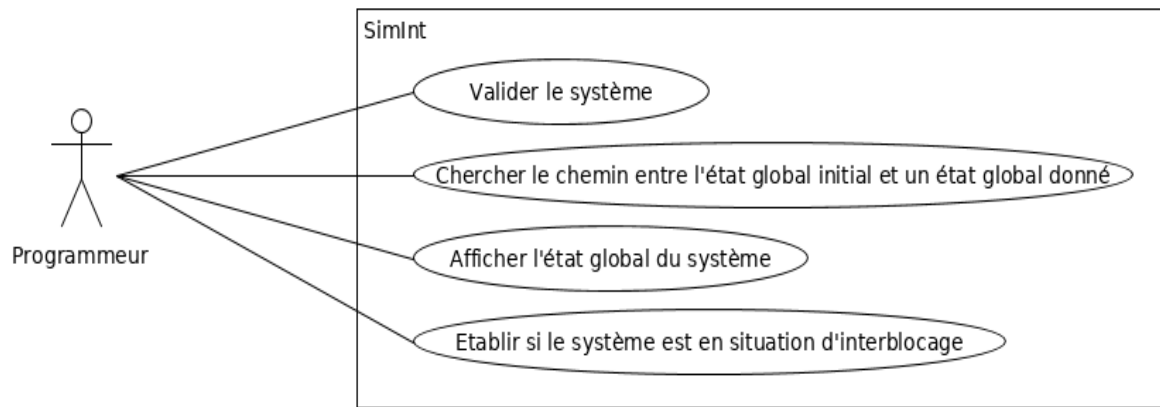 SimInt
Valider le système
Chercher le chemin entre l'état global initial et un état global donné
Afficher l'état global du système
Programmeur
Etablir si le système est en situation d'interblocage